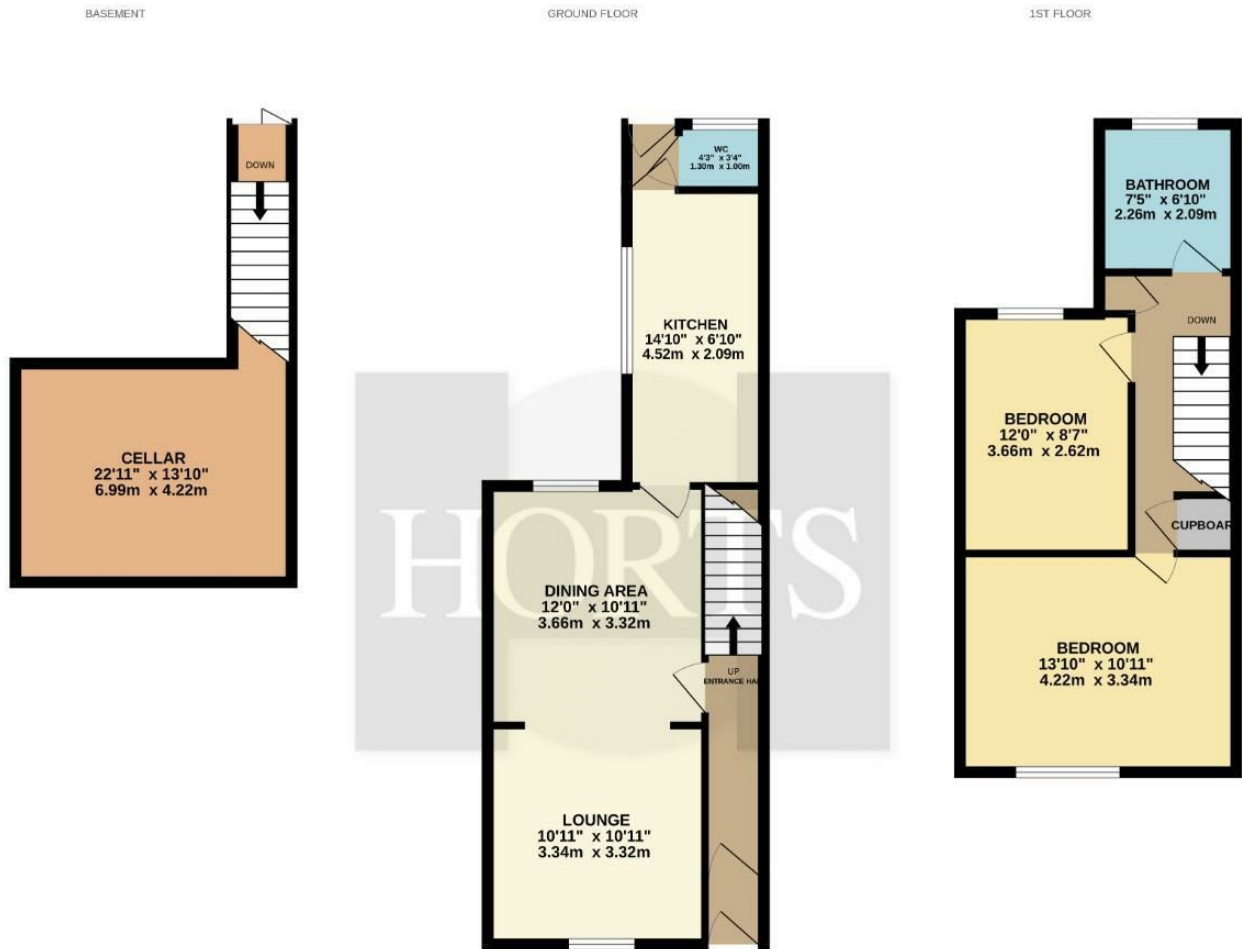 BASEMENT
GROUND FLOOR
1ST FLOOR
DOWN
CELLAR
22'11" x 13'10"
6.99m x 4.22m
WC
4'3" x 3'4"
1.30m x 1.00m
KITCHEN
14'10" x 6'10"
4.52m x 2.09m
HORTS
DINING AREA
12'0" x 10'11"
3.66m x 3.32m
UP
ENTRANCE HA
LOUNGE
10'11" x 10'11"
3.34m x 3.32m
BATHROOM
7'5" x 6'10"
2.26m x 2.09m
DOWN
BEDROOM
12'0" x 8'7"
3.66m x 2.62m
CUPBOAR
BEDROOM
13'10" x 10'11"
4.22m x 3.34m